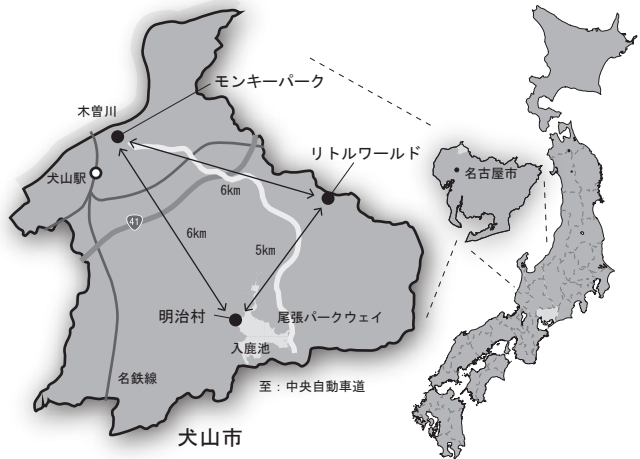 モンキーパーク
木曽川
リトルワールド
犬山駅
名古屋市
6km
41
6km
5km
明治村
尾張パークウェイ
入鹿池
名鉄線
至：中央自動車道
犬山市